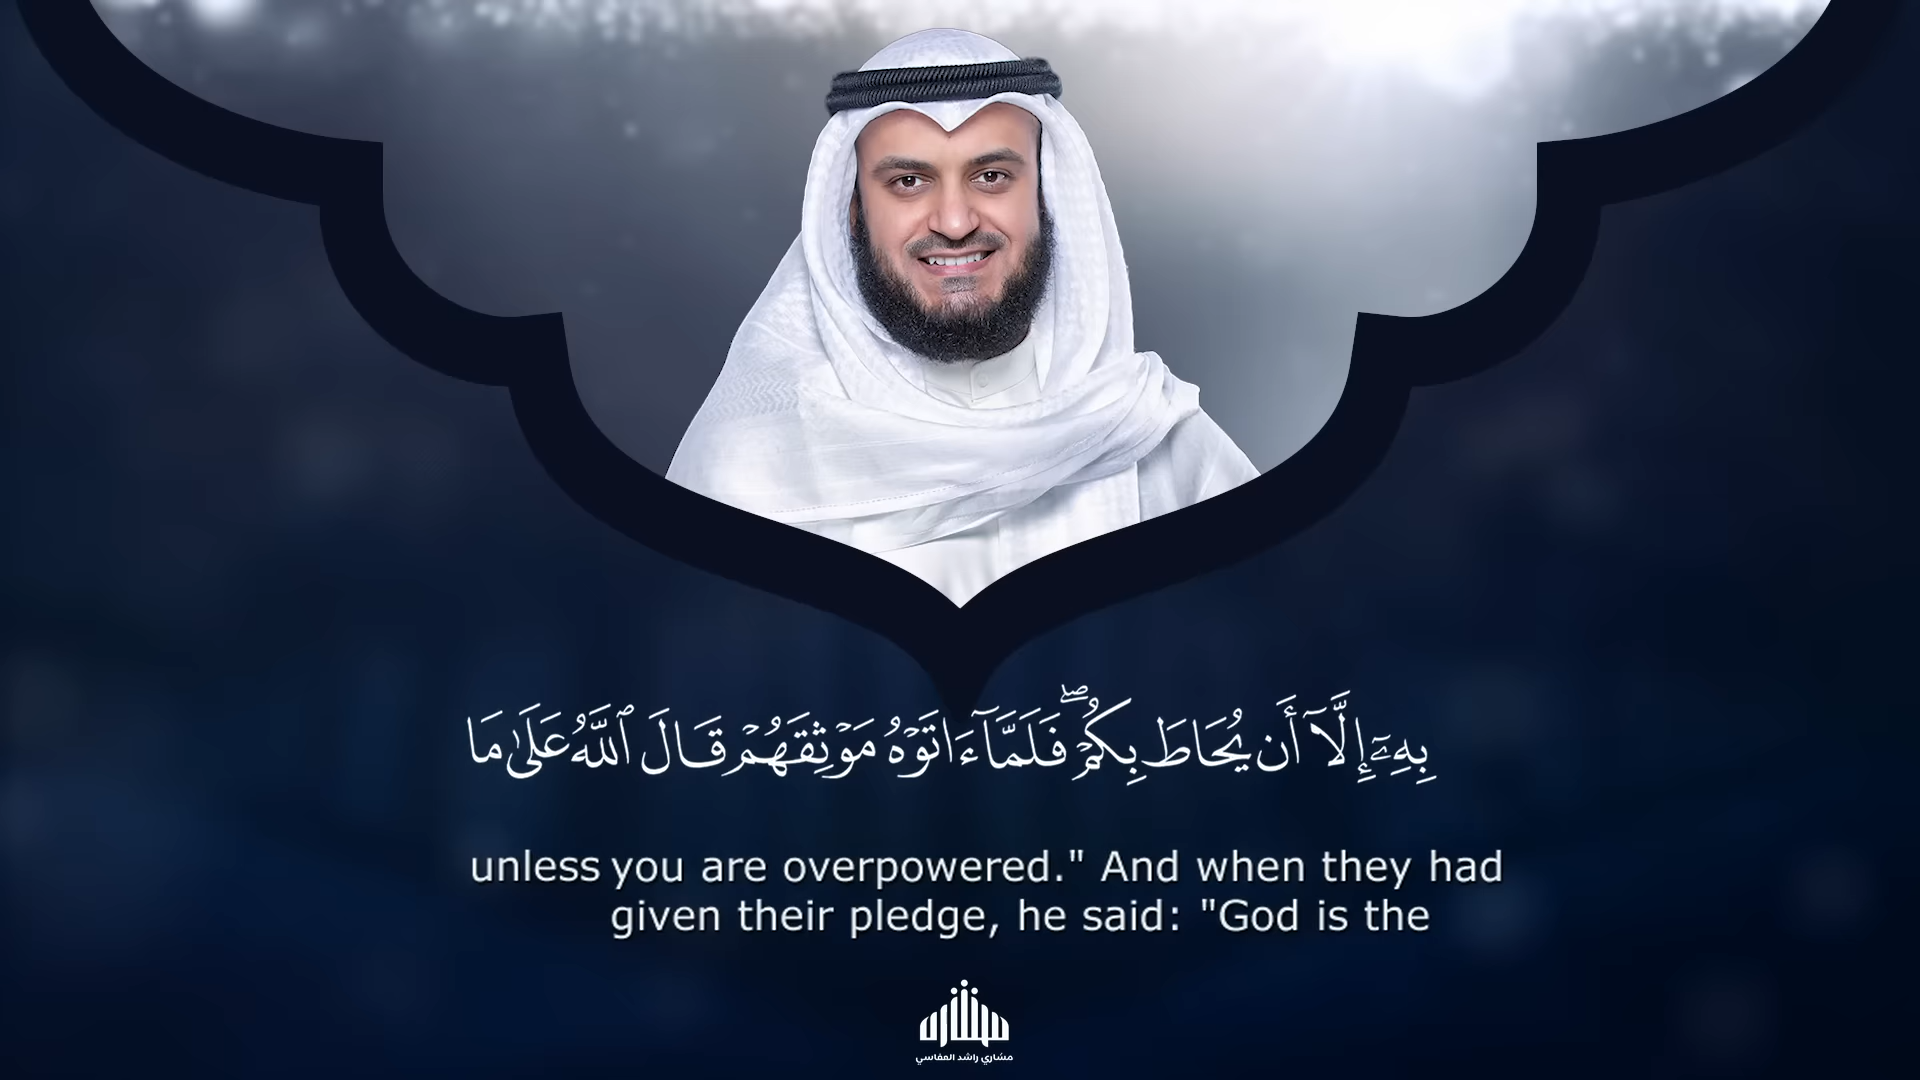 بِهِۦٓ إِلَّآ أَن يُحَاطَ بِكُمۡۖ فَلَمَّآ ءَاتَوۡهُ مَوۡثِقَهُمۡ قَالَ ٱللَّهُ عَلَىٰ مَا
unless you are overpowered." And when they had
given their pledge, he said: "God is the
مشاري راشد العفاسي